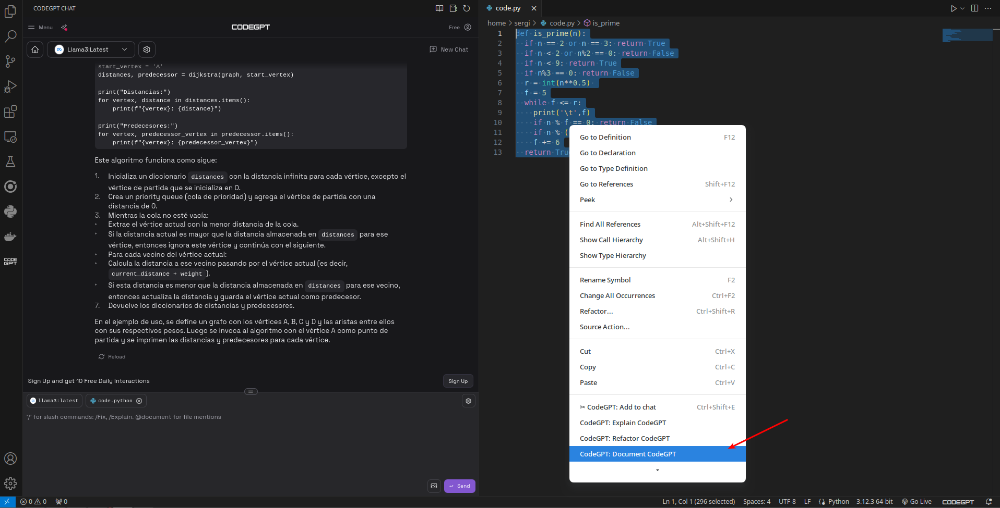 CODEGPT CHAT
Menu
CODEGPT
Free
Llama3:Latest
New Chat
start_vertex = 'A'
distances, predecessor = dijkstra(graph, start_vertex)
print("Distancias:")
for vertex, distance in distances.items():
    print(f"{vertex}: {distance}")
print("Predecesores:")
for vertex, predecessor_vertex in predecessor.items():
    print(f"{vertex}: {predecessor_vertex}")
Este algoritmo funciona como sigue:
1. Inicializa un diccionario distances con la distancia infinita para cada vértice, excepto el
vértice de partida que se inicializa en 0.
2. Crea un priority queue (cola de prioridad) y agrega el vértice de partida con una
distancia de 0.
3. Mientras la cola no esté vacía:
Extrae el vértice actual con la menor distancia de la cola.
Si la distancia actual es mayor que la distancia almacenada en distances para ese
vértice, entonces ignora este vértice y continúa con el siguiente.
Para cada vecino del vértice actual:
Calcula la distancia a ese vecino pasando por el vértice actual (es decir,
current_distance + weight ).
Si esta distancia es menor que la distancia almacenada en distances para ese vecino,
entonces actualiza la distancia y guarda el vértice actual como predecesor.
7. Devuelve los diccionarios de distancias y predecesores.
En el ejemplo de uso, se define un grafo con los vértices A, B, C y D y las aristas entre ellos
con sus respectivos pesos. Luego se invoca al algoritmo con el vértice A como punto de
partida y se imprimen las distancias y predecesores para cada vértice.
Reload
Sign Up and get 10 Free Daily Interactions
Sign Up
llama3:latest
code.python
'/' for slash commands: /Fix, /Explain. @document for file mentions
Send
CODE
GPT
code.py
home > sergi > code.py > is_prime
1 def is_prime(n):
2   if n == 2 or n == 3: return True
3   if n < 2 or n%2 == 0: return False
4   if n < 9: return True
5   if n%3 == 0: return False
6   r = int(n**0.5)
7   f = 5
8   while f <= r:
9     print('\t',f)
10     if n % f == 0: return False
11     if n % (
12     f += 6
13   return True
Go to Definition F12
Go to Declaration
Go to Type Definition
Go to References Shift+F12
Peek
Find All References Alt+Shift+F12
Show Call Hierarchy Alt+Shift+H
Show Type Hierarchy
Rename Symbol F2
Change All Occurrences Ctrl+F2
Refactor... Ctrl+Shift+R
Source Action...
Cut Ctrl+X
Copy Ctrl+C
Paste Ctrl+V
CodeGPT: Add to chat Ctrl+Shift+E
CodeGPT: Explain CodeGPT
CodeGPT: Refactor CodeGPT
CodeGPT: Document CodeGPT
0 0 0
Ln 1, Col 1 (296 selected)
Spaces: 4
UTF-8
LF
Python
3.12.3 64-bit
Go Live
CODEGPT